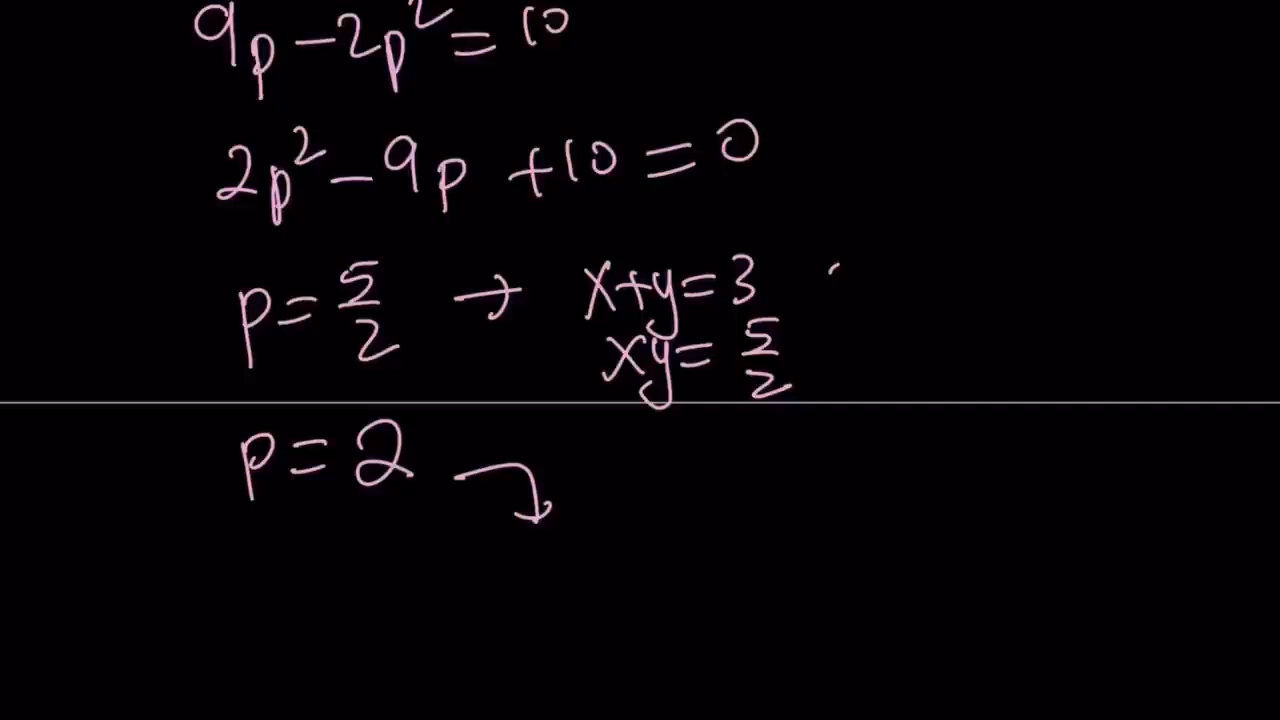 9p - 2p² = 10
2p² - 9p + 10 = 0
p = 5/2 → x+y = 3
xy = 5/2
p = 2